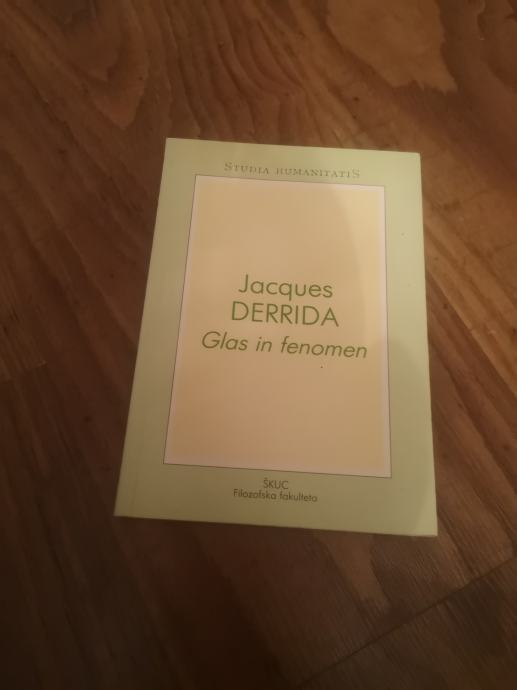 STUDIA HUMANITATIS
Jacques
DERRIDA
Glas in fenomen
ŠKUC
Filozofska fakulteta